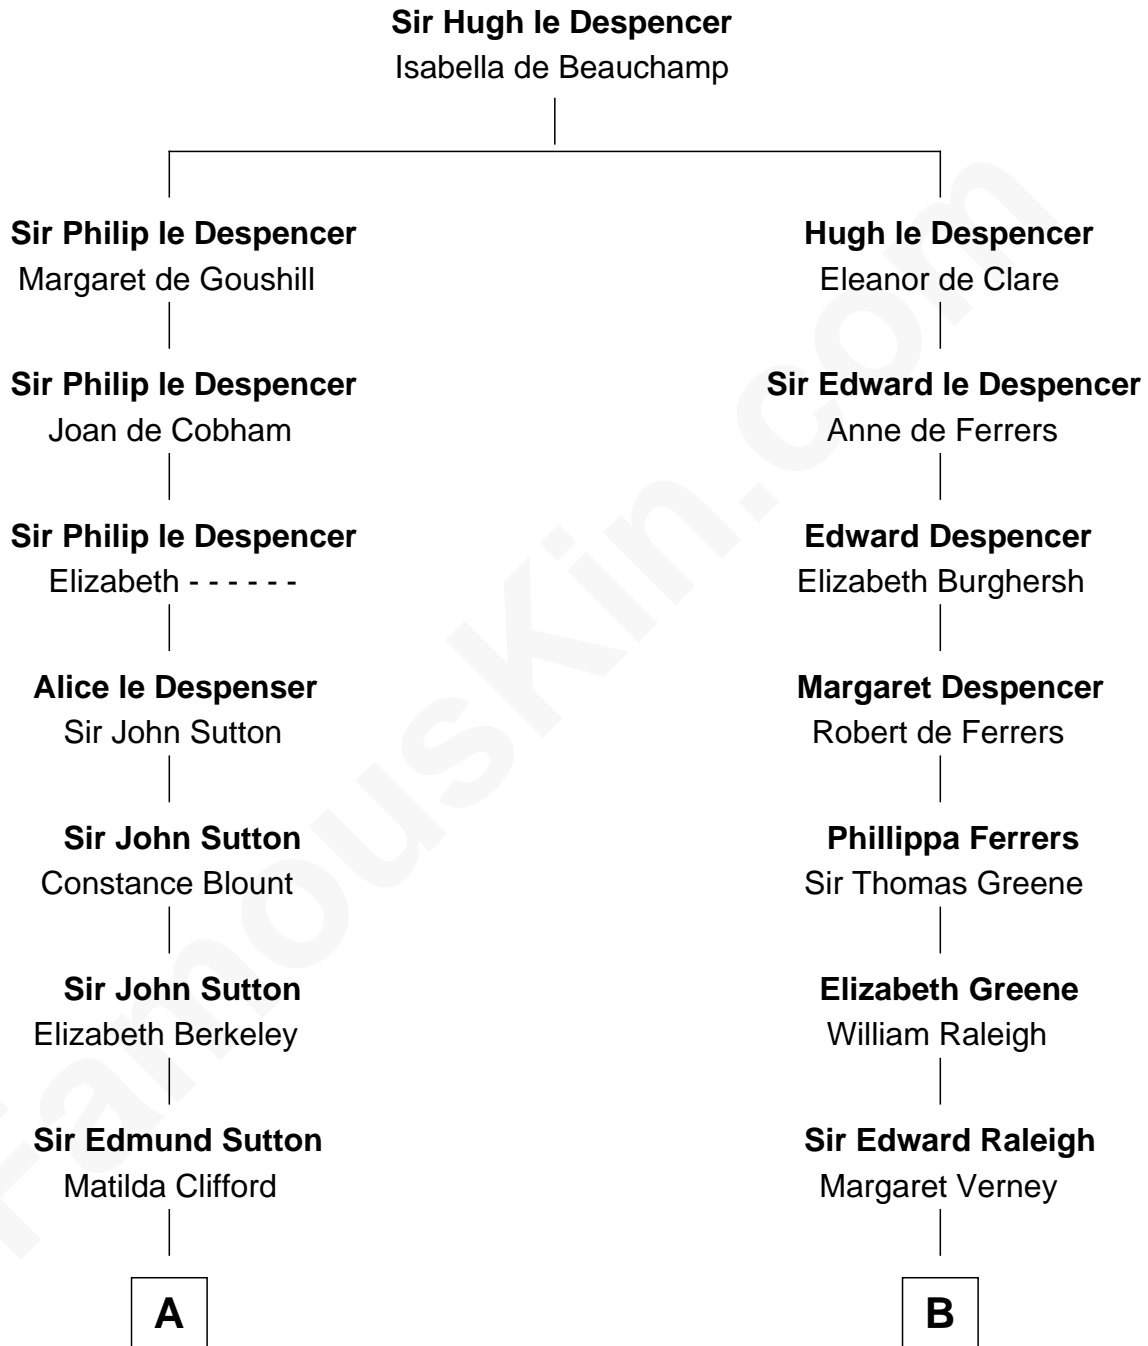 Sir Hugh le Despencer
Isabella de Beauchamp
Sir Philip le Despencer
Margaret de Goushill
Hugh le Despencer
Eleanor de Clare
Sir Philip le Despencer
Joan de Cobham
Sir Edward le Despencer
Anne de Ferrers
Sir Philip le Despencer
Elizabeth - - - - - -
Edward Despencer
Elizabeth Burghersh
Alice le Despenser
Sir John Sutton
Margaret Despencer
Robert de Ferrers
Sir John Sutton
Constance Blount
Phillippa Ferrers
Sir Thomas Greene
Sir John Sutton
Elizabeth Berkeley
Elizabeth Greene
William Raleigh
Sir Edmund Sutton
Matilda Clifford
Sir Edward Raleigh
Margaret Verney
A
B
FamousKin.com